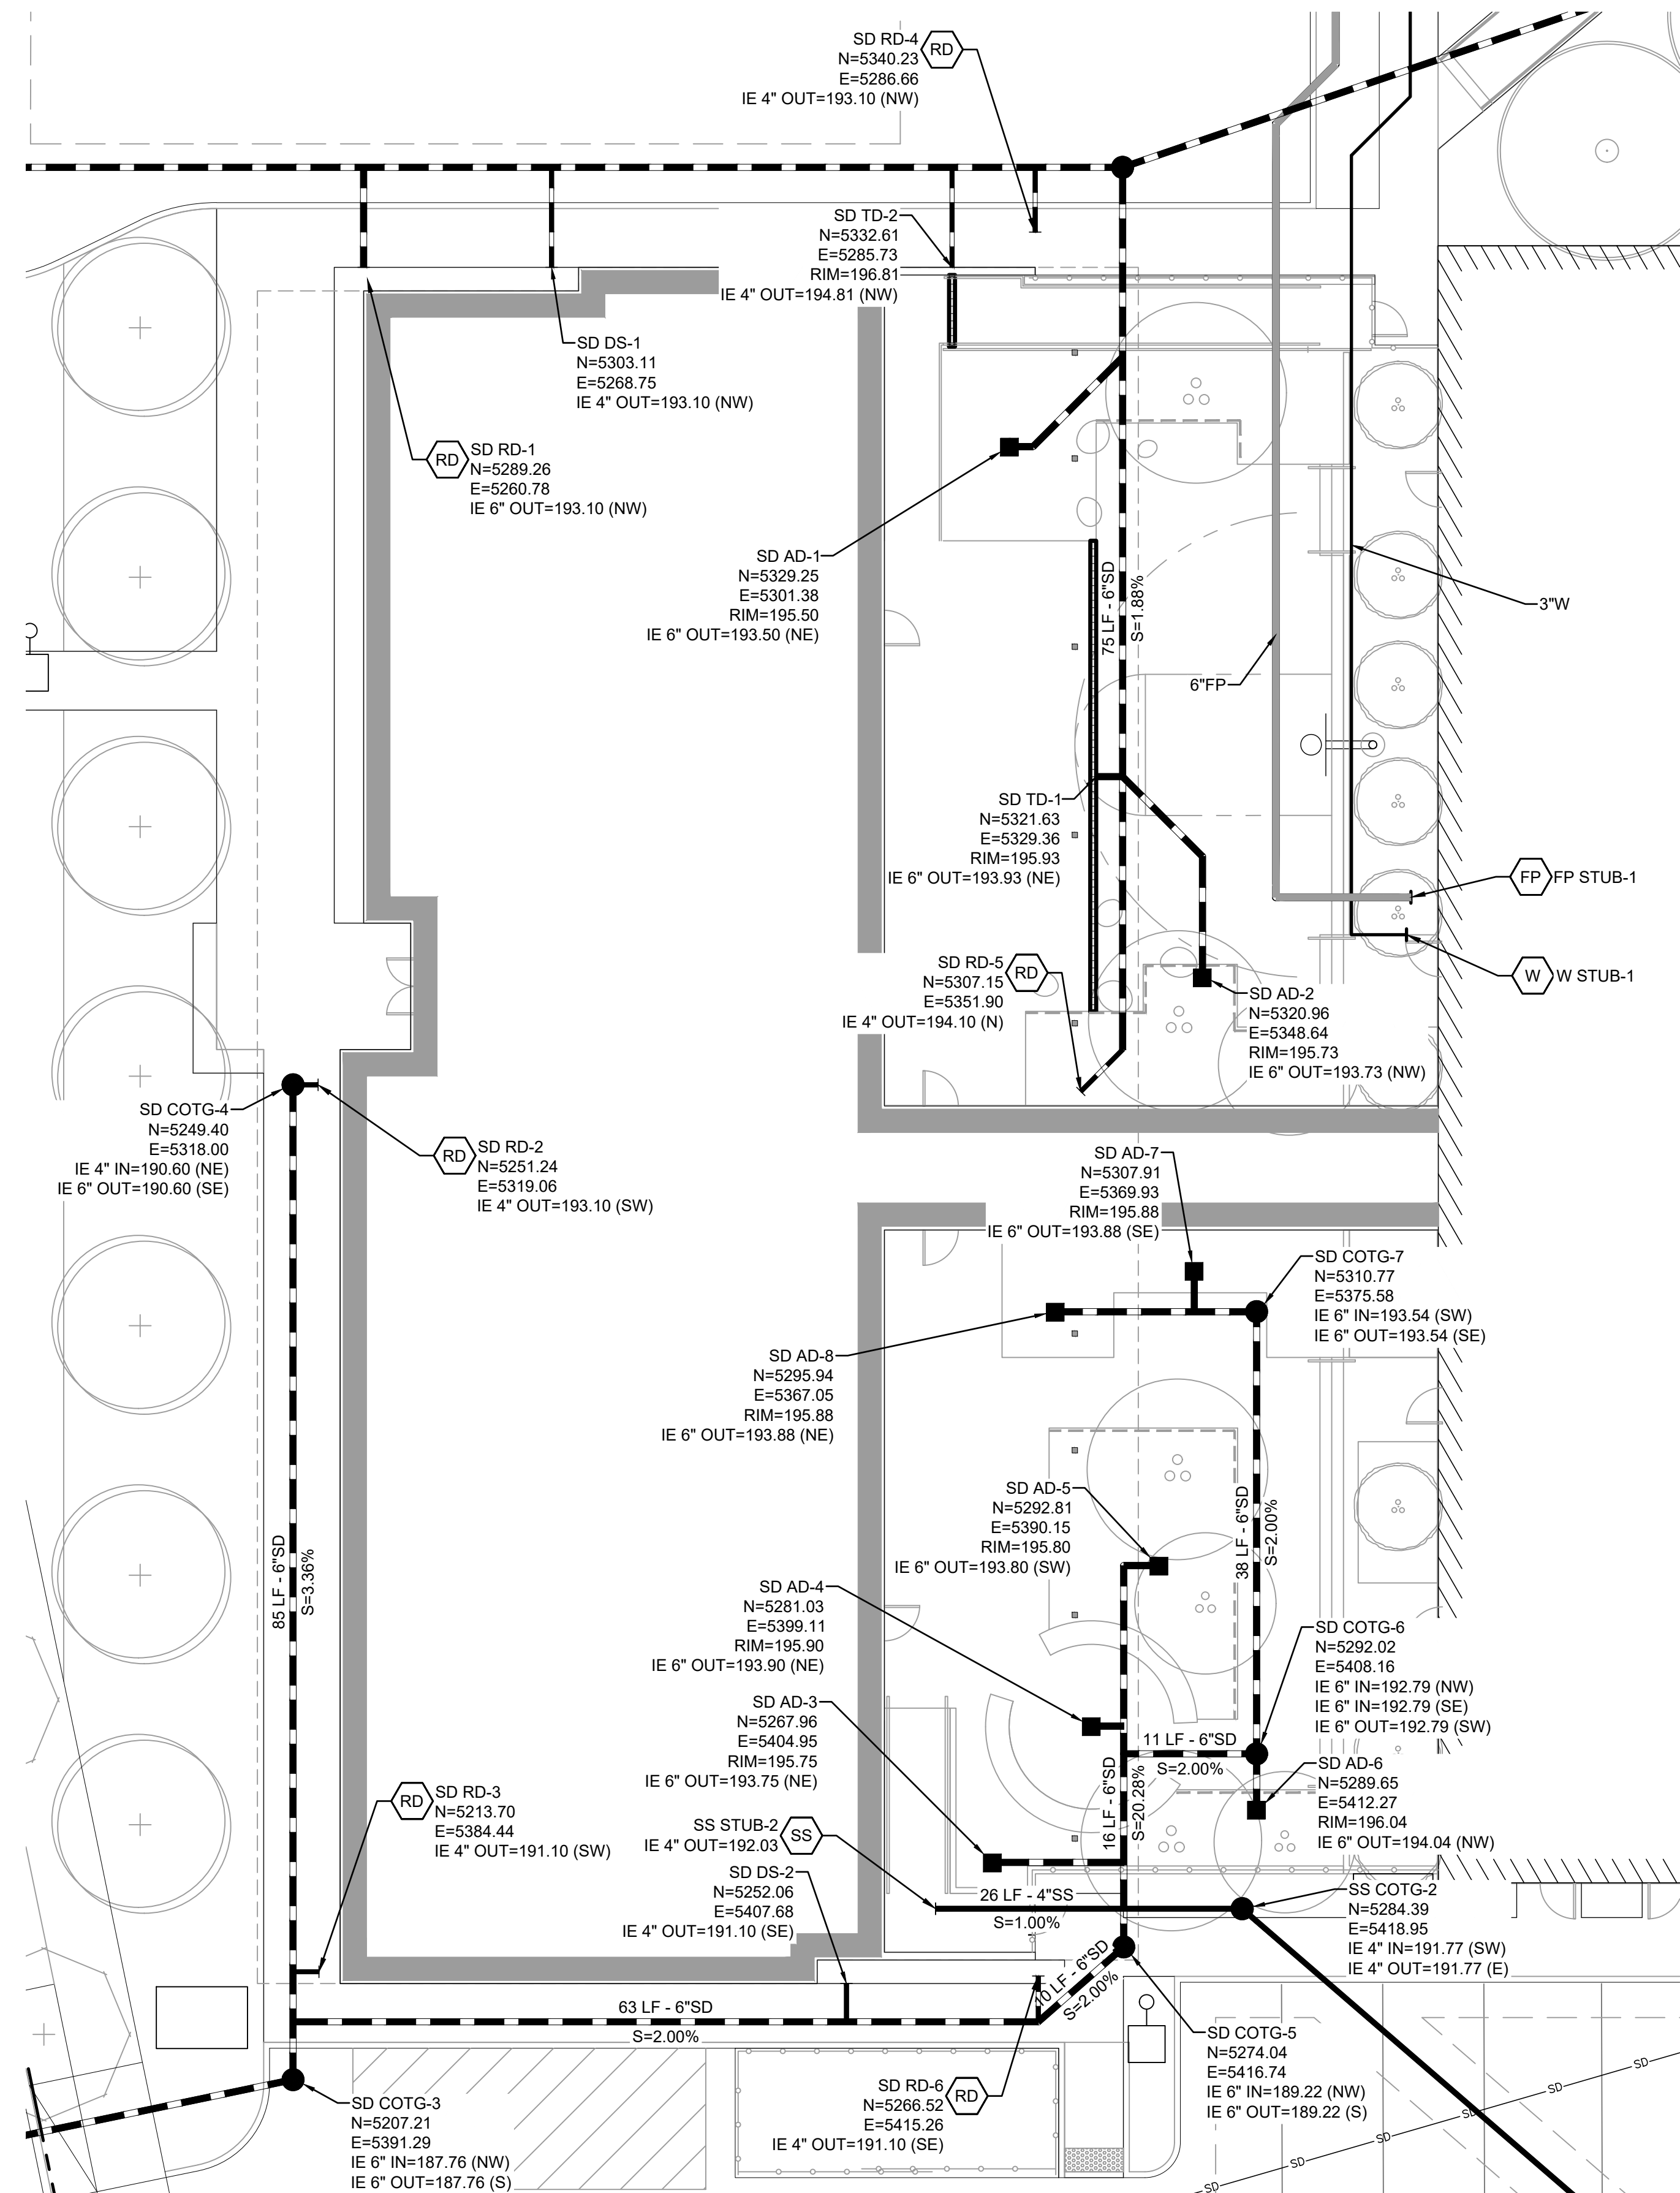 SD RD-4
N=5340.23
E=5286.66
IE 4" OUT=193.10 (NW)
RD
SD TD-2
N=5332.61
E=5285.73
RIM=196.81
IE 4" OUT=194.81 (NW)
SD DS-1
N=5303.11
E=5268.75
IE 4" OUT=193.10 (NW)
RD
SD RD-1
N=5289.26
E=5260.78
IE 6" OUT=193.10 (NW)
SD AD-1
N=5329.25
E=5301.38
RIM=195.50
IE 6" OUT=193.50 (NE)
75 LF - 6"SD
S=1.88%
3"W
6"FP
SD TD-1
N=5321.63
E=5329.36
RIM=195.93
IE 6" OUT=193.93 (NE)
FP
FP STUB-1
W
W STUB-1
SD RD-5
N=5307.15
E=5351.90
IE 4" OUT=194.10 (N)
RD
SD AD-2
N=5320.96
E=5348.64
RIM=195.73
IE 6" OUT=193.73 (NW)
SD COTG-4
N=5249.40
E=5318.00
IE 4" IN=190.60 (NE)
IE 6" OUT=190.60 (SE)
RD
SD RD-2
N=5251.24
E=5319.06
IE 4" OUT=193.10 (SW)
SD AD-7
N=5307.91
E=5369.93
RIM=195.88
IE 6" OUT=193.88 (SE)
SD COTG-7
N=5310.77
E=5375.58
IE 6" IN=193.54 (SW)
IE 6" OUT=193.54 (SE)
SD AD-8
N=5295.94
E=5367.05
RIM=195.88
IE 6" OUT=193.88 (NE)
SD AD-5
N=5292.81
E=5390.15
RIM=195.80
IE 6" OUT=193.80 (SW)
38 LF - 6"SD
S=2.00%
85 LF - 6"SD
S=3.36%
SD AD-4
N=5281.03
E=5399.11
RIM=195.90
IE 6" OUT=193.90 (NE)
SD COTG-6
N=5292.02
E=5408.16
IE 6" IN=192.79 (NW)
IE 6" IN=192.79 (SE)
IE 6" OUT=192.79 (SW)
SD AD-3
N=5267.96
E=5404.95
RIM=195.75
IE 6" OUT=193.75 (NE)
11 LF - 6"SD
S=2.00%
16 LF - 6"SD
S=20.28%
SD AD-6
N=5289.65
E=5412.27
RIM=196.04
IE 6" OUT=194.04 (NW)
RD
SD RD-3
N=5213.70
E=5384.44
IE 4" OUT=191.10 (SW)
SS STUB-2
IE 4" OUT=192.03
SS
SD DS-2
N=5252.06
E=5407.68
IE 4" OUT=191.10 (SE)
26 LF - 4"SS
S=1.00%
SS COTG-2
N=5284.39
E=5418.95
IE 4" IN=191.77 (SW)
IE 4" OUT=191.77 (E)
10 LF - 6"SD
S=2.00%
63 LF - 6"SD
S=2.00%
SD COTG-5
N=5274.04
E=5416.74
IE 6" IN=189.22 (NW)
IE 6" OUT=189.22 (S)
SD RD-6
N=5266.52
E=5415.26
IE 4" OUT=191.10 (SE)
RD
SD COTG-3
N=5207.21
E=5391.29
IE 6" IN=187.76 (NW)
IE 6" OUT=187.76 (S)
SD
SD
SD
SD
SD
SD